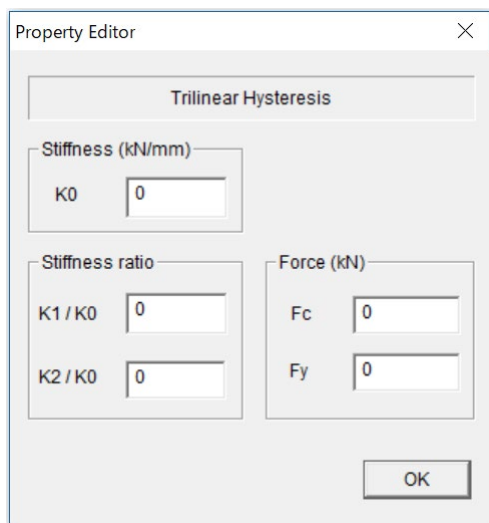 Property Editor
Trilinear Hysteresis
Stiffness (kN/mm)
K0 0
Stiffness ratio
K1 / K0 0
K2 / K0 0
Force (kN)
Fc 0
Fy 0
OK